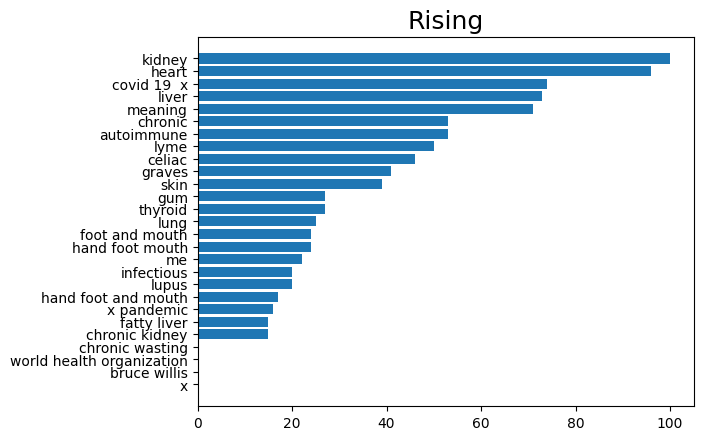 Rising
kidney
heart
covid 19  x
liver
meaning
chronic
autoimmune
lyme
celiac
graves
skin
gum
thyroid
lung
foot and mouth
hand foot mouth
me
infectious
lupus
hand foot and mouth
x pandemic
fatty liver
chronic kidney
chronic wasting
world health organization
bruce willis
x
0 20 40 60 80 100